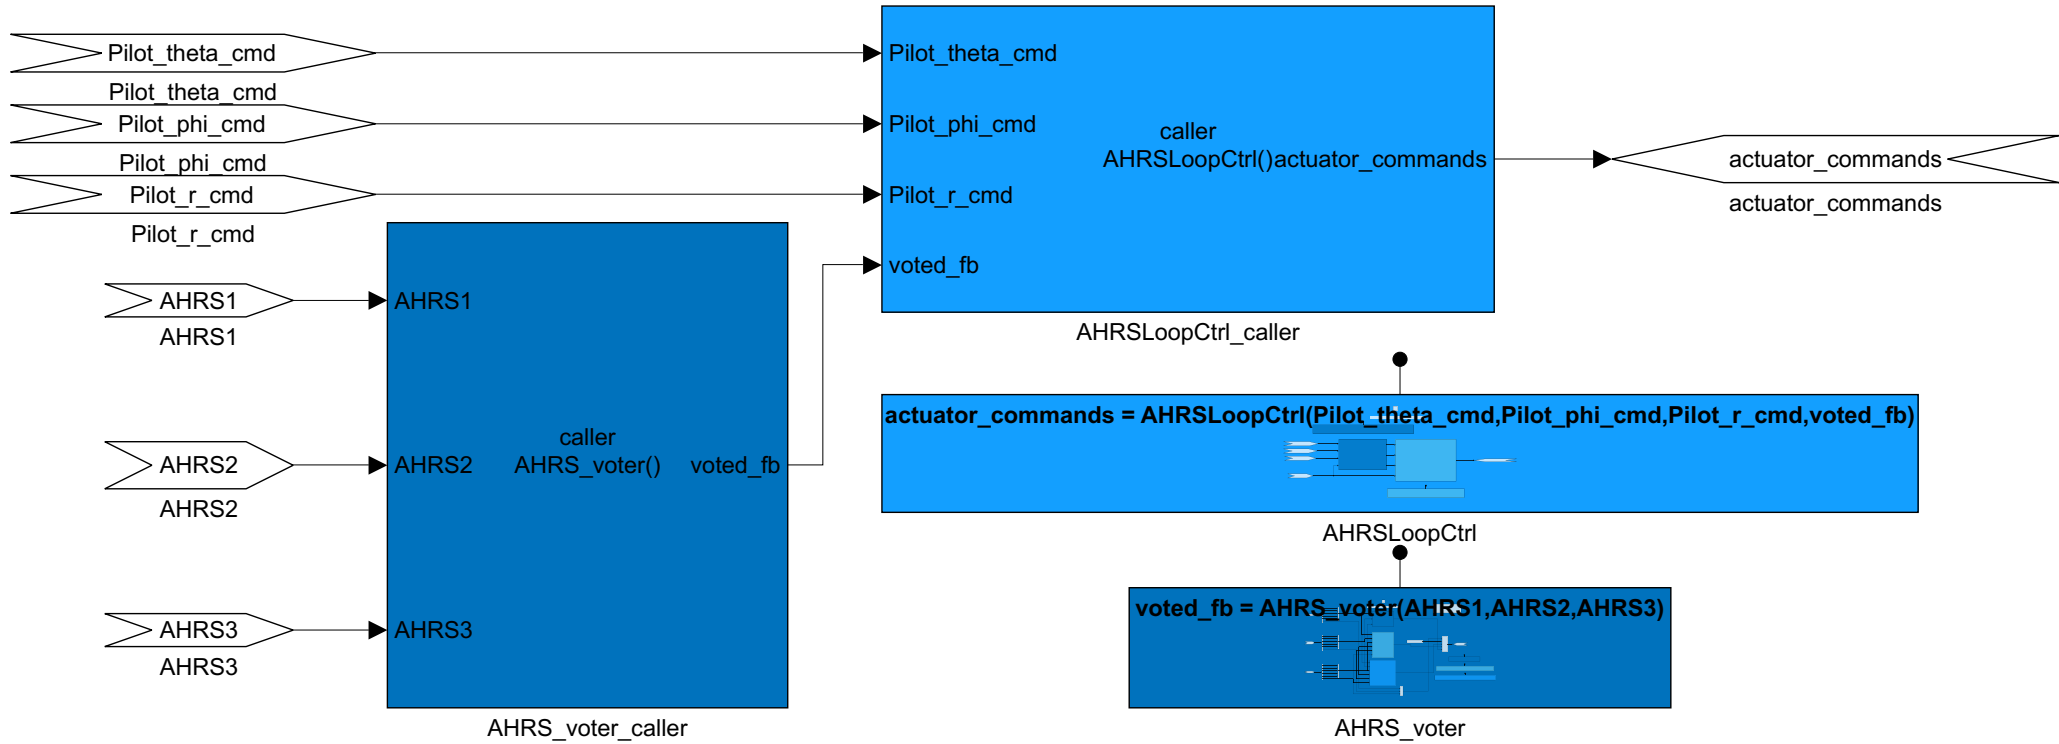 Pilot_theta_cmd
Pilot_theta_cmd
Pilot_phi_cmd
Pilot_phi_cmd
Pilot_r_cmd
Pilot_r_cmd
AHRS1
AHRS1
AHRS2
AHRS2
AHRS3
AHRS3
AHRS1
AHRS2
AHRS3
caller
AHRS_voter()
voted_fb
AHRS_voter_caller
Pilot_theta_cmd
Pilot_phi_cmd
Pilot_r_cmd
voted_fb
caller
AHRSLoopCtrl()
actuator_commands
AHRSLoopCtrl_caller
actuator_commands
actuator_commands
actuator_commands = AHRSLoopCtrl(Pilot_theta_cmd,Pilot_phi_cmd,Pilot_r_cmd,voted_fb)
AHRSLoopCtrl
voted_fb = AHRS_voter(AHRS1,AHRS2,AHRS3)
AHRS_voter